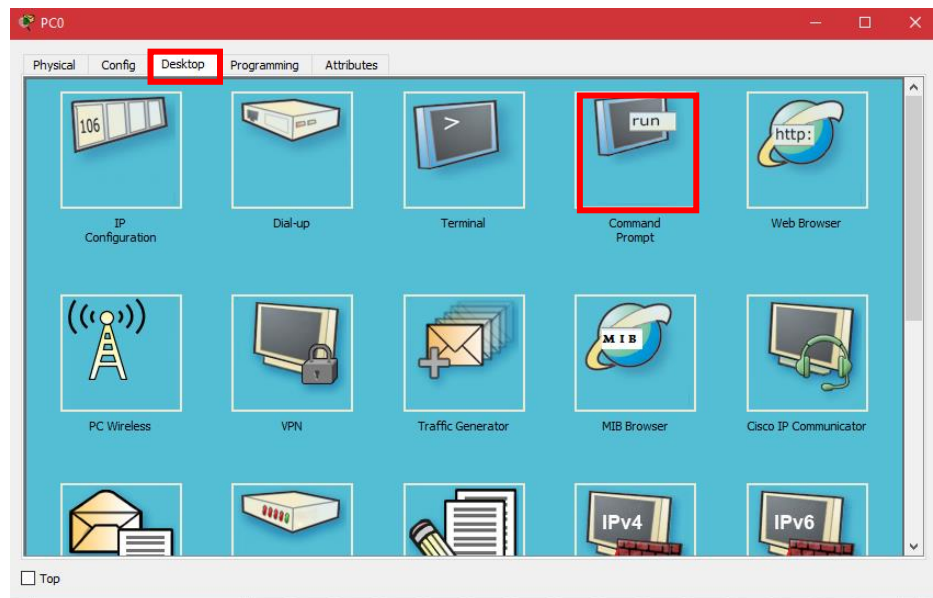 PC0
Physical Config Desktop Programming Attributes
106
>
run
http:
IP
Configuration
Dial-up
Terminal
Command
Prompt
Web Browser
MIB
PC Wireless
VPN
Traffic Generator
MIB Browser
Cisco IP Communicator
IPv4
IPv6
Top